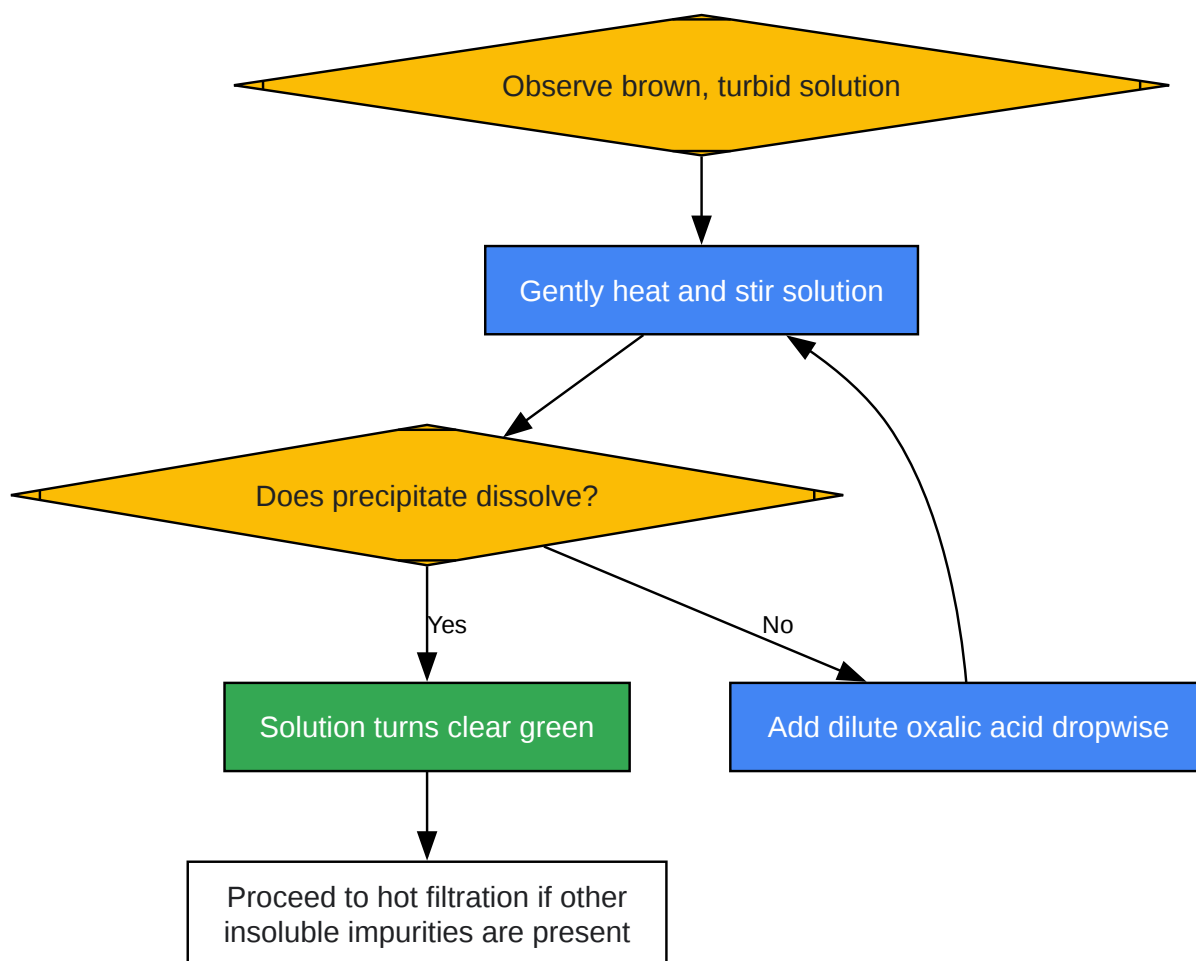 Observe brown, turbid solution
Gently heat and stir solution
Does precipitate dissolve?
Yes
No
Solution turns clear green
Add dilute oxalic acid dropwise
Proceed to hot filtration if other
insoluble impurities are present